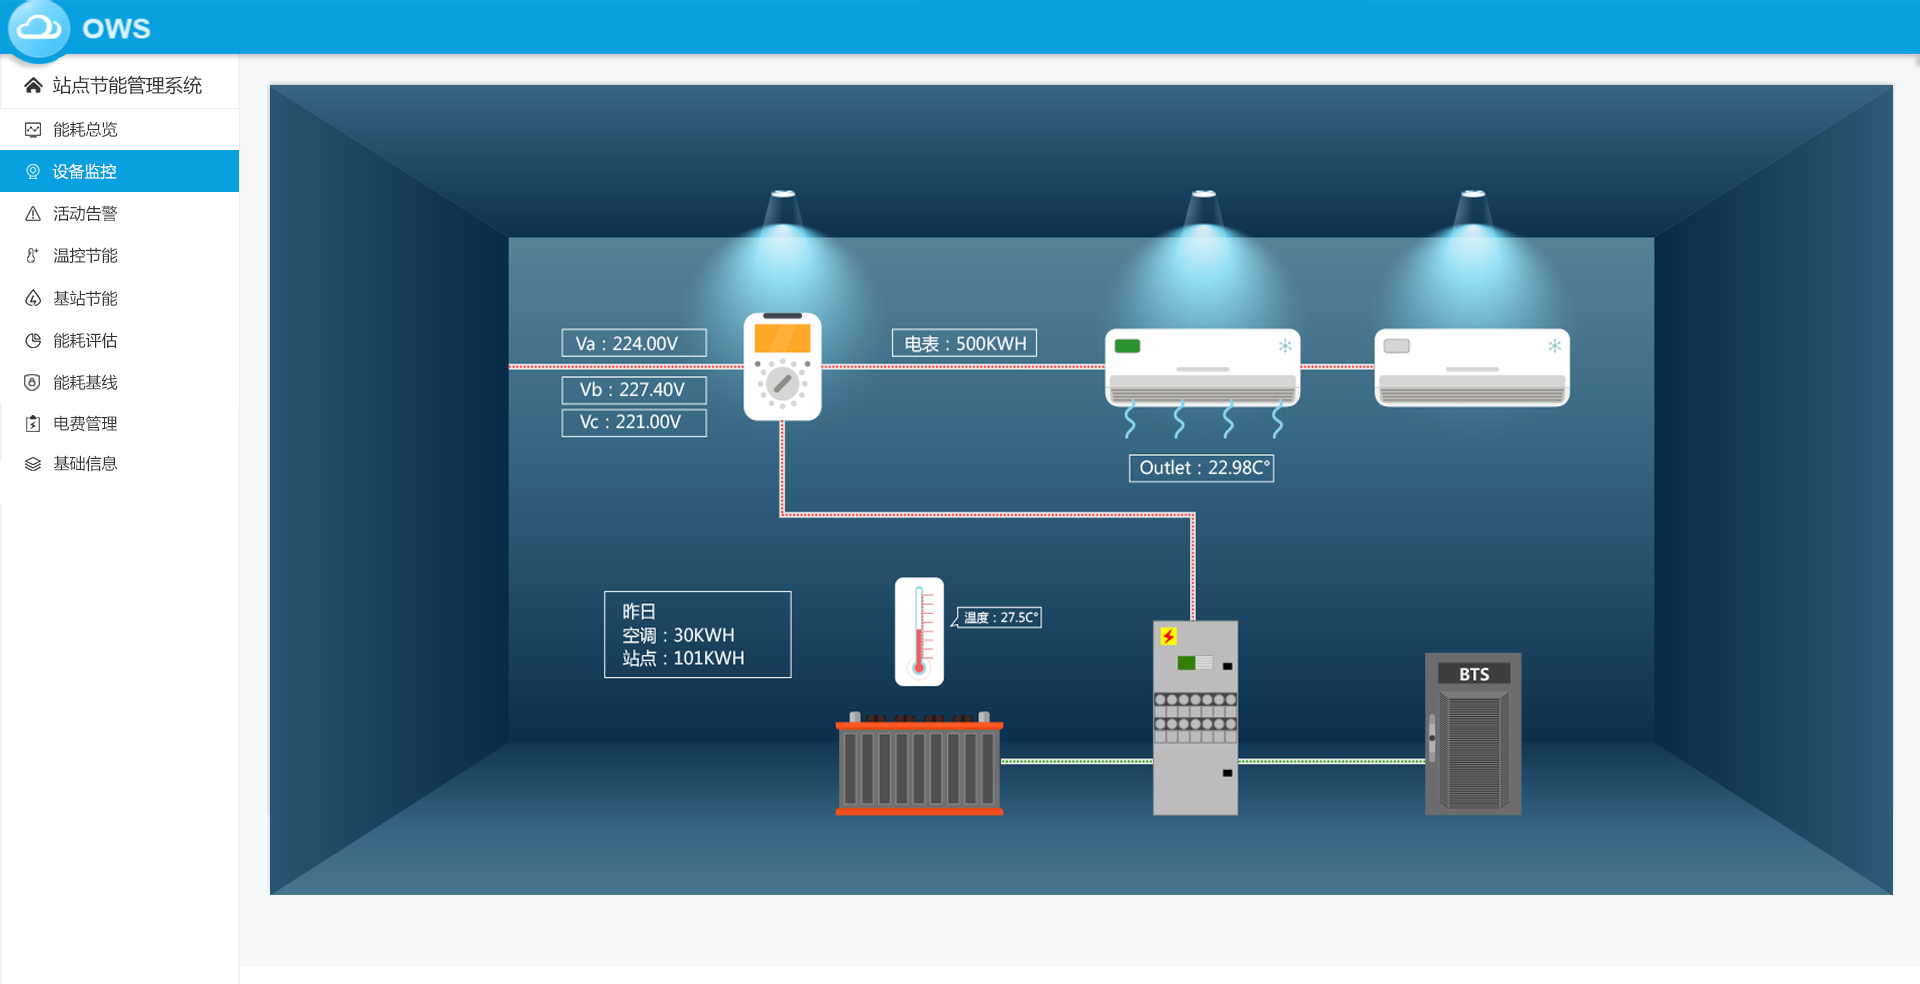 OWS
站点节能管理系统
能耗总览
设备监控
活动告警
温控节能
基站节能
能耗评估
能耗基线
电费管理
基础信息
Va：224.00V
Vb：227.40V
Vc：221.00V
电表：500KWH
Outlet：22.98C°
昨日
空调：30KWH
站点：101KWH
温度：27.5C°
BTS